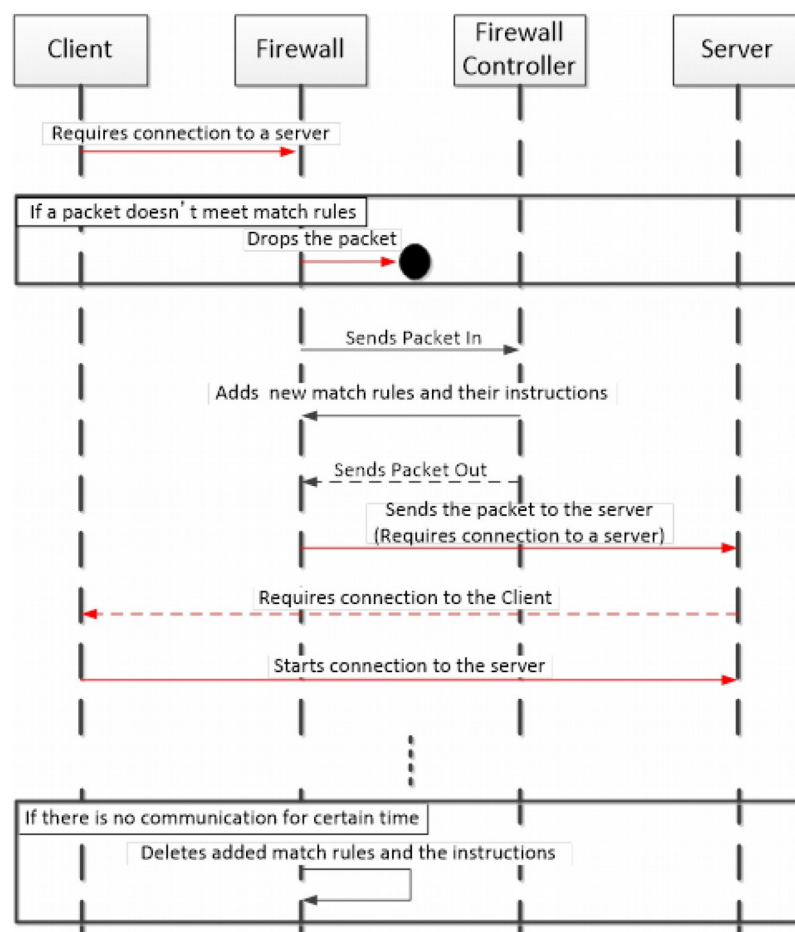 Client
Firewall
Firewall
Controller
Server
Requires connection to a server
If a packet doesn't meet match rules
Drops the packet
Sends Packet In
Adds new match rules and their instructions
Sends Packet Out
Sends the packet to the server
(Requires connection to a server)
Requires connection to the Client
Starts connection to the server
If there is no communication for certain time
Deletes added match rules and the instructions